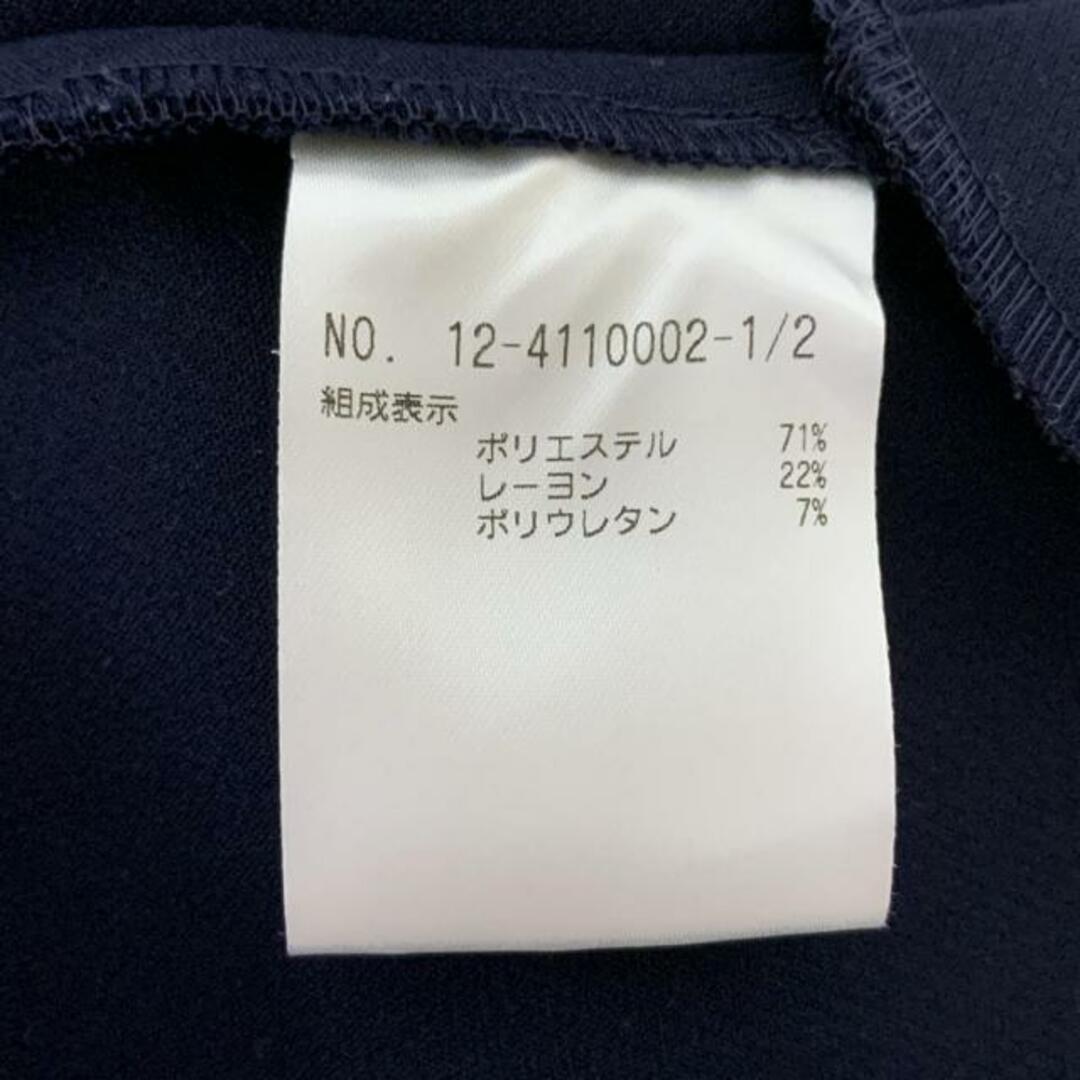 NO. 12-4110002-1/2
組成表示
ポリエステル 71%
レーヨン 22%
ポリウレタン 7%